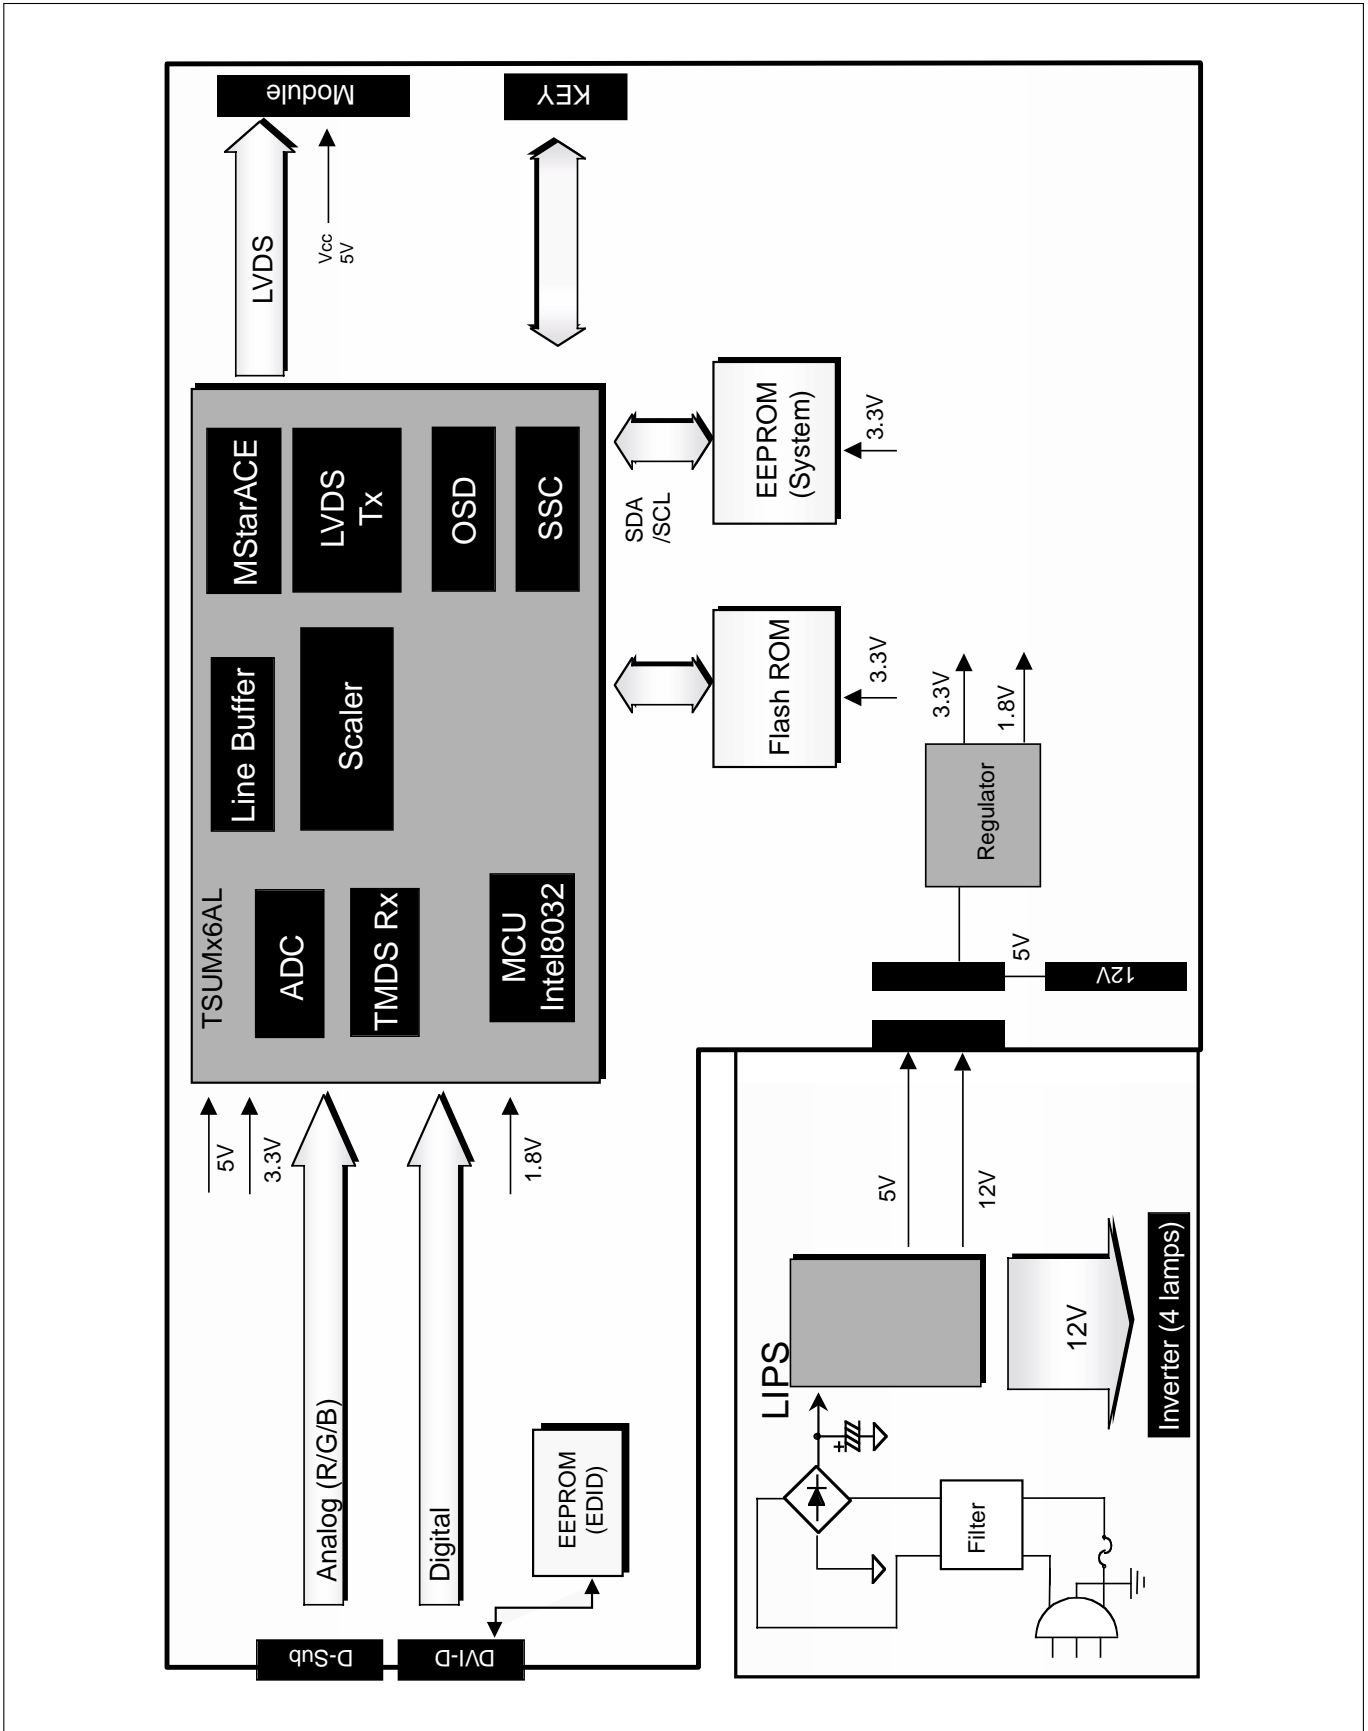 Module
KEY
LVDS
Vcc
5V
MStarACE
LVDS
Tx
OSD
SSC
SDA
/SCL
EEPROM
(System)
3.3V
Line Buffer
Scaler
Flash ROM
3.3V
3.3V
1.8V
Regulator
TSUMx6AL
ADC
TMDS Rx
MCU
Intel8032
5V
12V
5V
3.3V
1.8V
5V
12V
Analog (R/G/B)
Digital
EEPROM
(EDID)
D-Sub
DVI-D
LIPS
+
12V
Inverter (4 lamps)
Filter